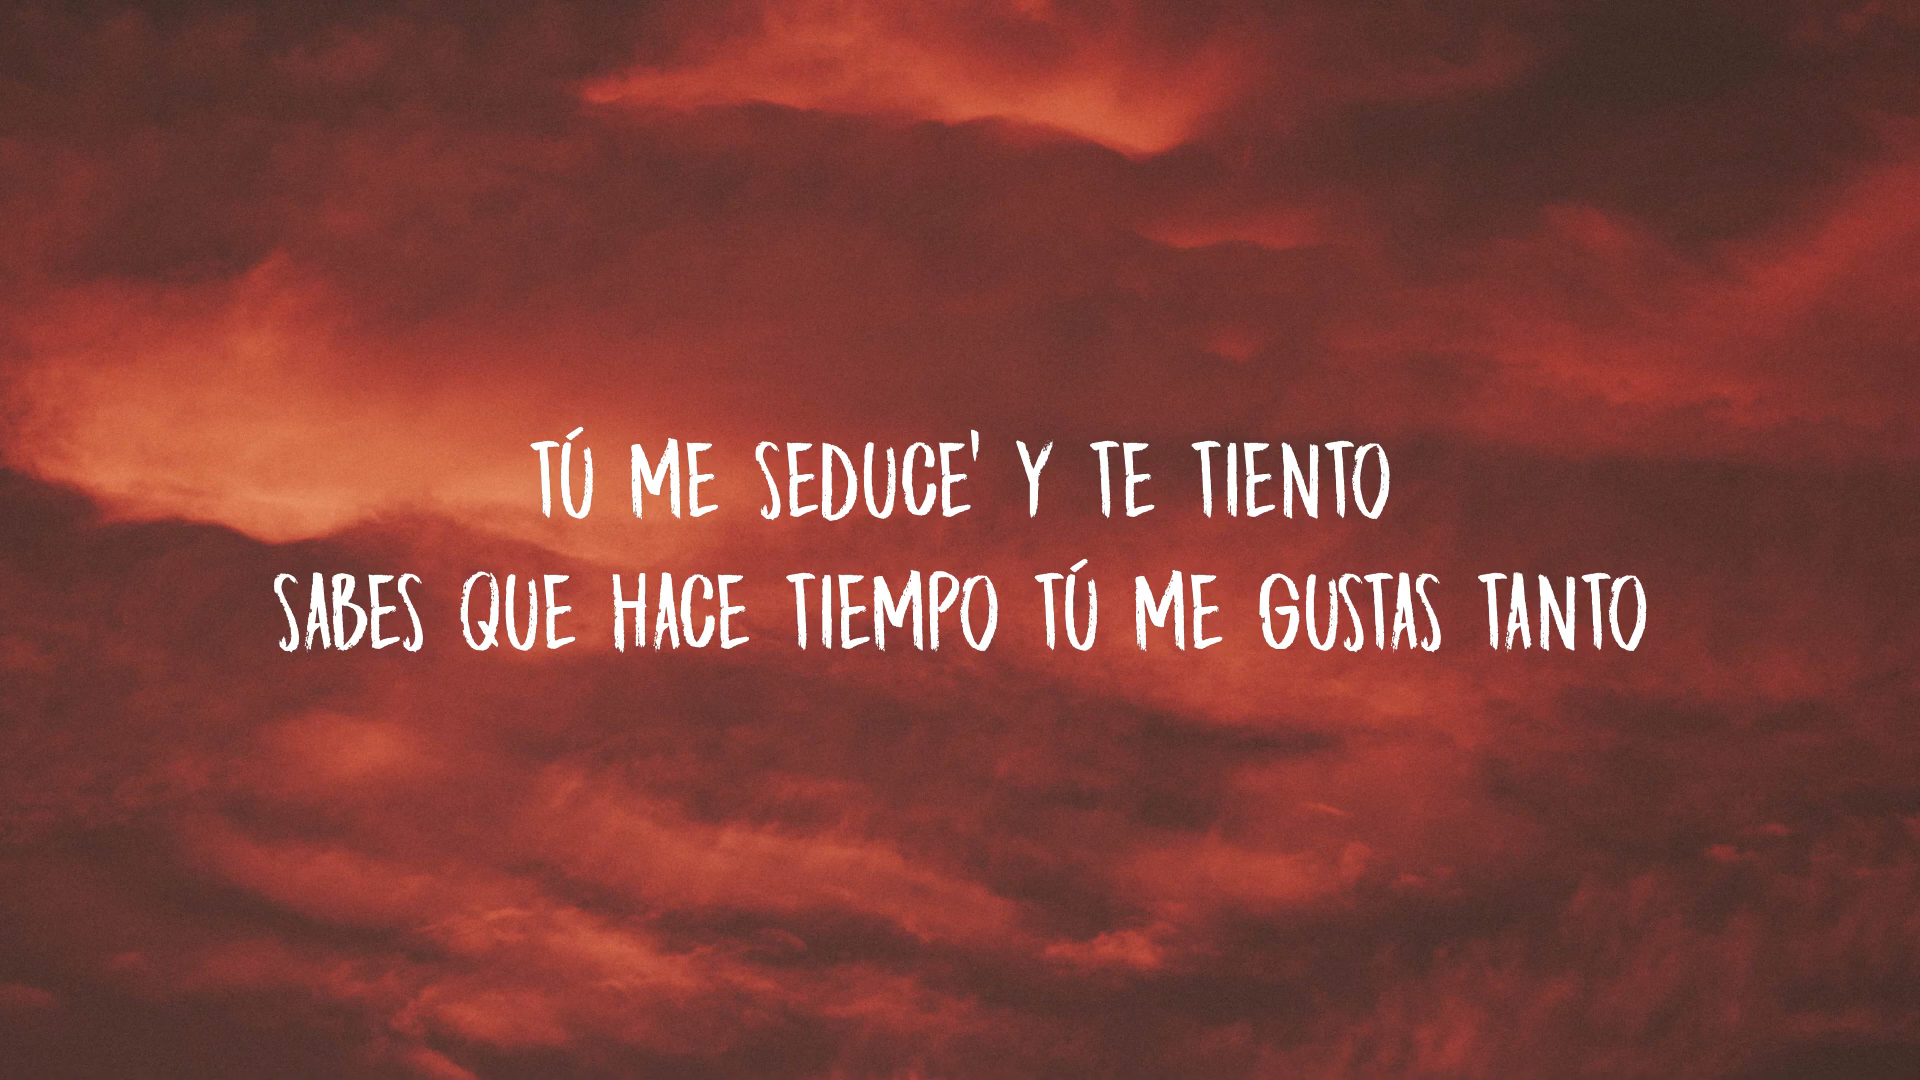 TÚ ME SEDUCE' Y TE TIENTO
SABES QUE HACE TIEMPO TÚ ME GUSTAS TANTO